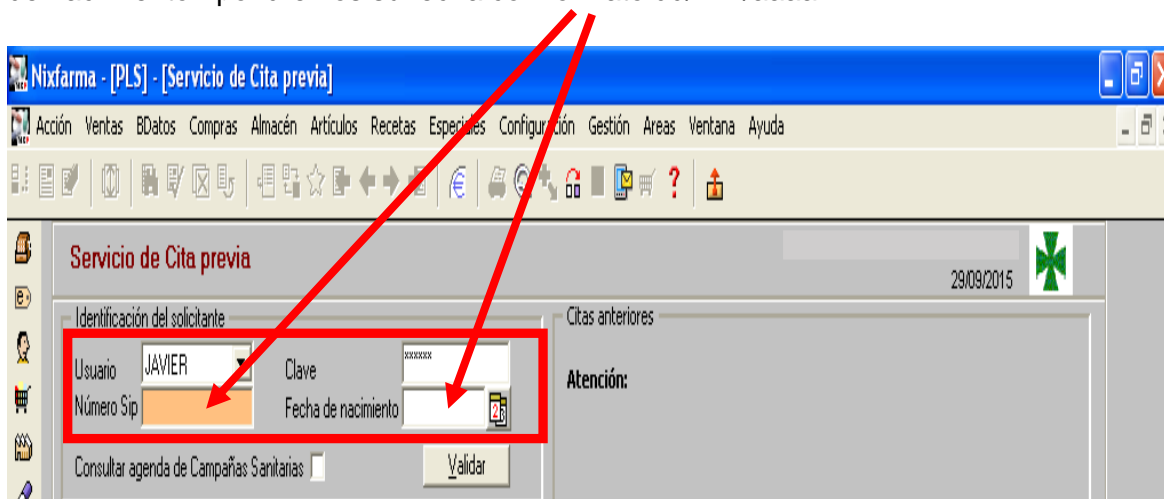 Nixfarma - [PLS] - [Servicio de Cita previa]
Acción Ventas BDatos Compras Almacén Artículos Recetas Especiales Configuración Gestión Areas Ventana Ayuda
Servicio de Cita previa
29/09/2015
Identificación del solicitante
Citas anteriores
Usuario JAVIER Clave xxxxxx
Atención:
Número Sip Fecha de nacimiento
Consultar agenda de Campañas Sanitarias Validar